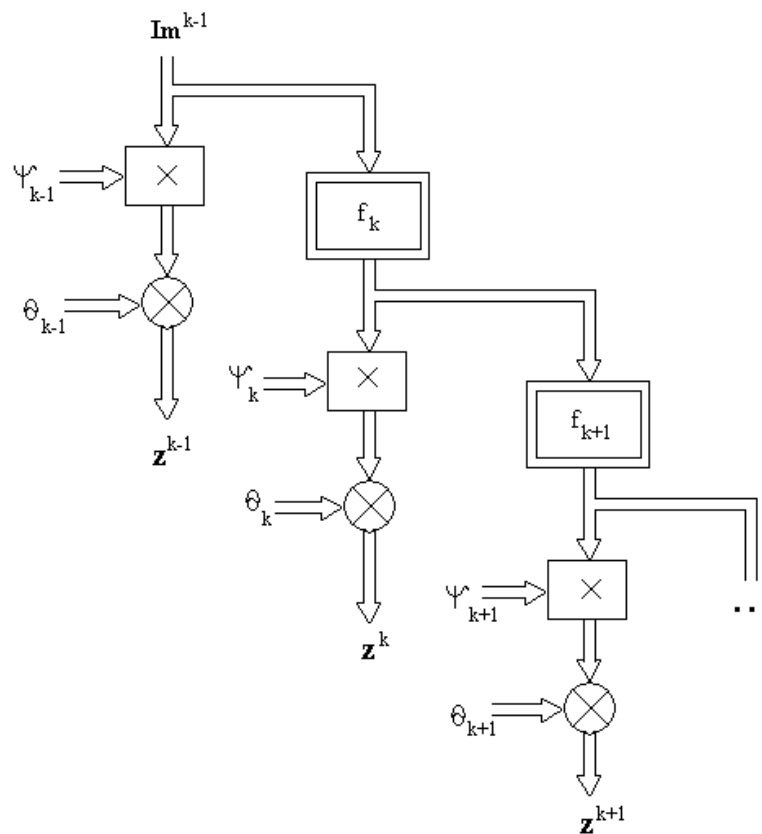 Im^k-1
Ψ_k-1
×
f_k
θ_k-1
Ψ_k
×
z^k-1
f_k+1
θ_k
Ψ_k+1
×
z^k
..
θ_k+1
z^k+1